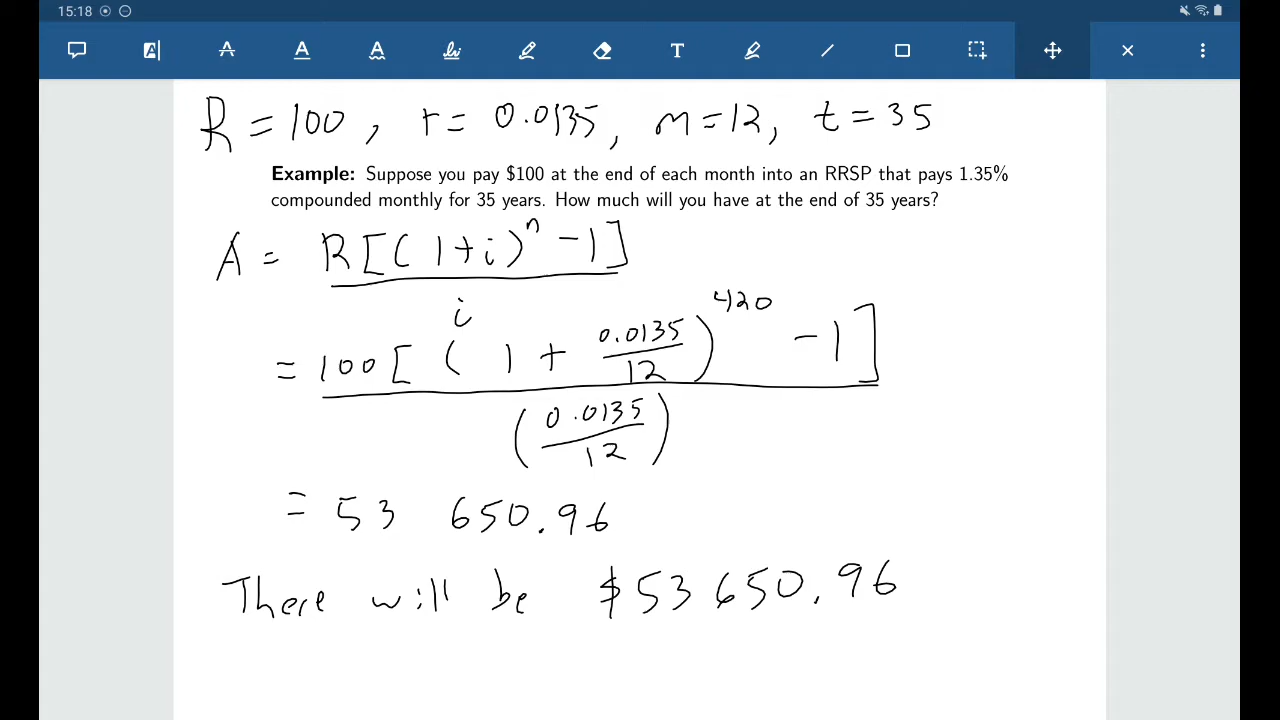 15:18
A A A A T
R = 100 , r = 0.0135 , m = 12 , t = 35
Example: Suppose you pay $100 at the end of each month into an RRSP that pays 1.35%
compounded monthly for 35 years. How much will you have at the end of 35 years?
A = R[(1+i)^n - 1]
i
= 100 [ ( 1 + 0.0135/12 )^420 - 1 ]
( 0.0135/12 )
= 53 650.96
There will be $53 650.96